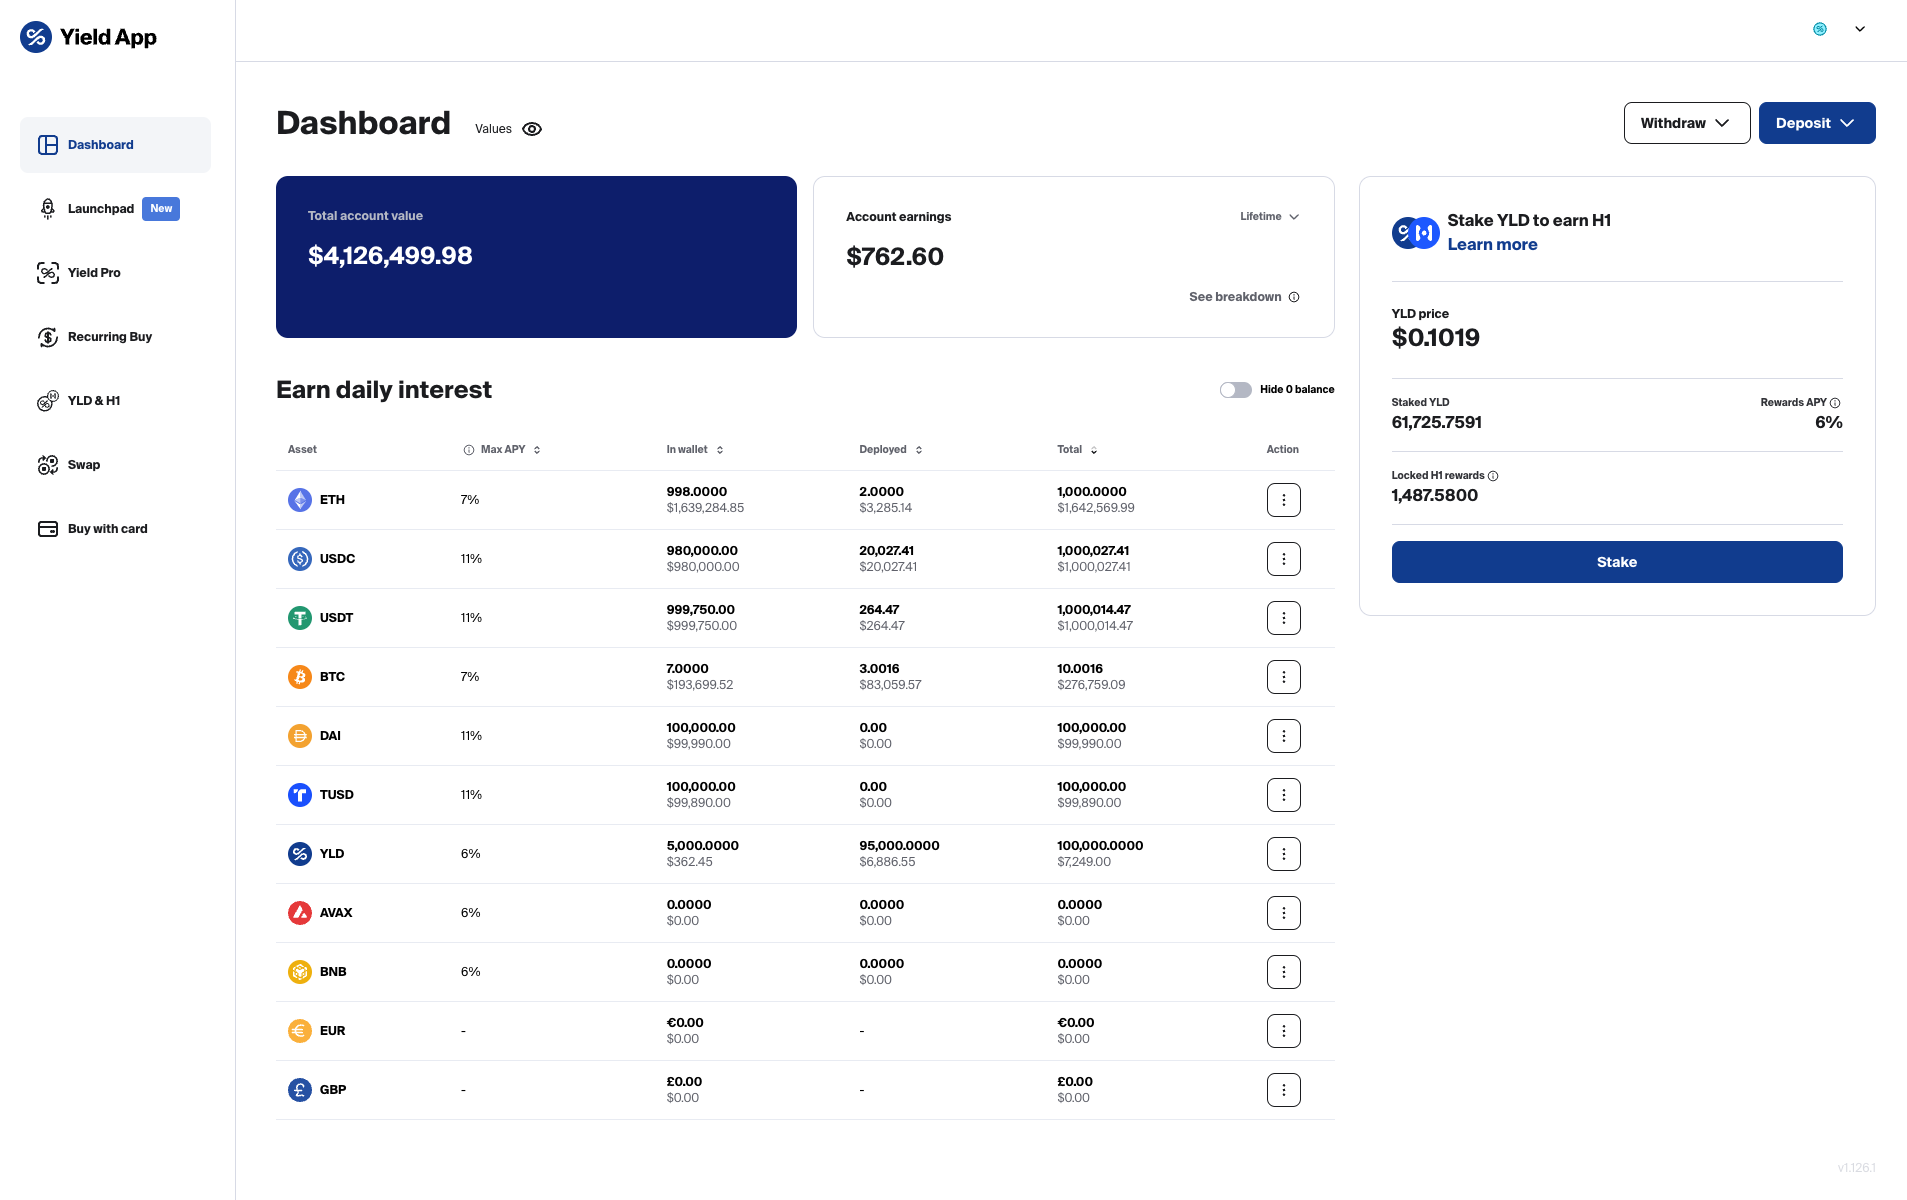 Yield App
Dashboard
Launchpad New
Yield Pro
Recurring Buy
YLD & H1
Swap
Buy with card
Dashboard Values
Withdraw Deposit
Total account value
$4,126,499.98
Account earnings Lifetime
$762.60
See breakdown
Stake YLD to earn H1
Learn more
YLD price
$0.1019
Staked YLD Rewards APY
61,725.7591 6%
Locked H1 rewards
1,487.5800
Stake
Earn daily interest Hide 0 balance
Asset Max APY In wallet Deployed Total Action
ETH 7% 998.0000 2.0000 1,000.0000
$1,639,284.85 $3,285.14 $1,642,569.99
USDC 11% 980,000.00 20,027.41 1,000,027.41
$980,000.00 $20,027.41 $1,000,027.41
USDT 11% 999,750.00 264.47 1,000,014.47
$999,750.00 $264.47 $1,000,014.47
BTC 7% 7.0000 3.0016 10.0016
$193,699.52 $83,059.57 $276,759.09
DAI 11% 100,000.00 0.00 100,000.00
$99,990.00 $0.00 $99,990.00
TUSD 11% 100,000.00 0.00 100,000.00
$99,890.00 $0.00 $99,890.00
YLD 6% 5,000.0000 95,000.0000 100,000.0000
$362.45 $6,886.55 $7,249.00
AVAX 6% 0.0000 0.0000 0.0000
$0.00 $0.00 $0.00
BNB 6% 0.0000 0.0000 0.0000
$0.00 $0.00 $0.00
EUR - €0.00 - €0.00
$0.00 $0.00
GBP - £0.00 - £0.00
$0.00 $0.00
v1.126.1